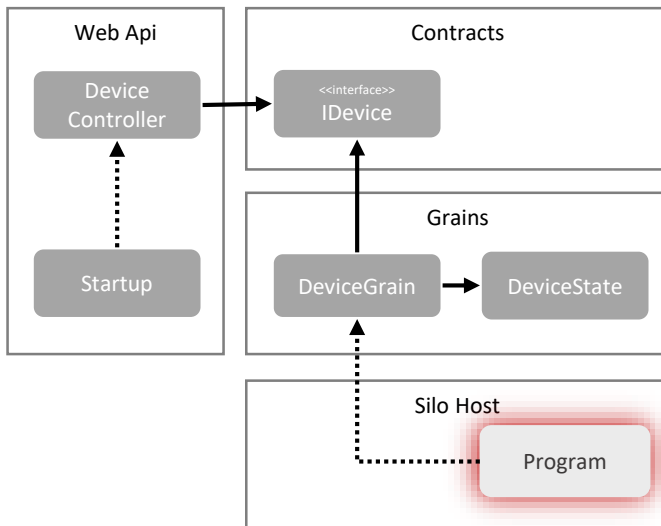 Web Api
Device
Controller
Startup
Contracts
<<interface>>
IDevice
Grains
DeviceGrain
DeviceState
Silo Host
Program